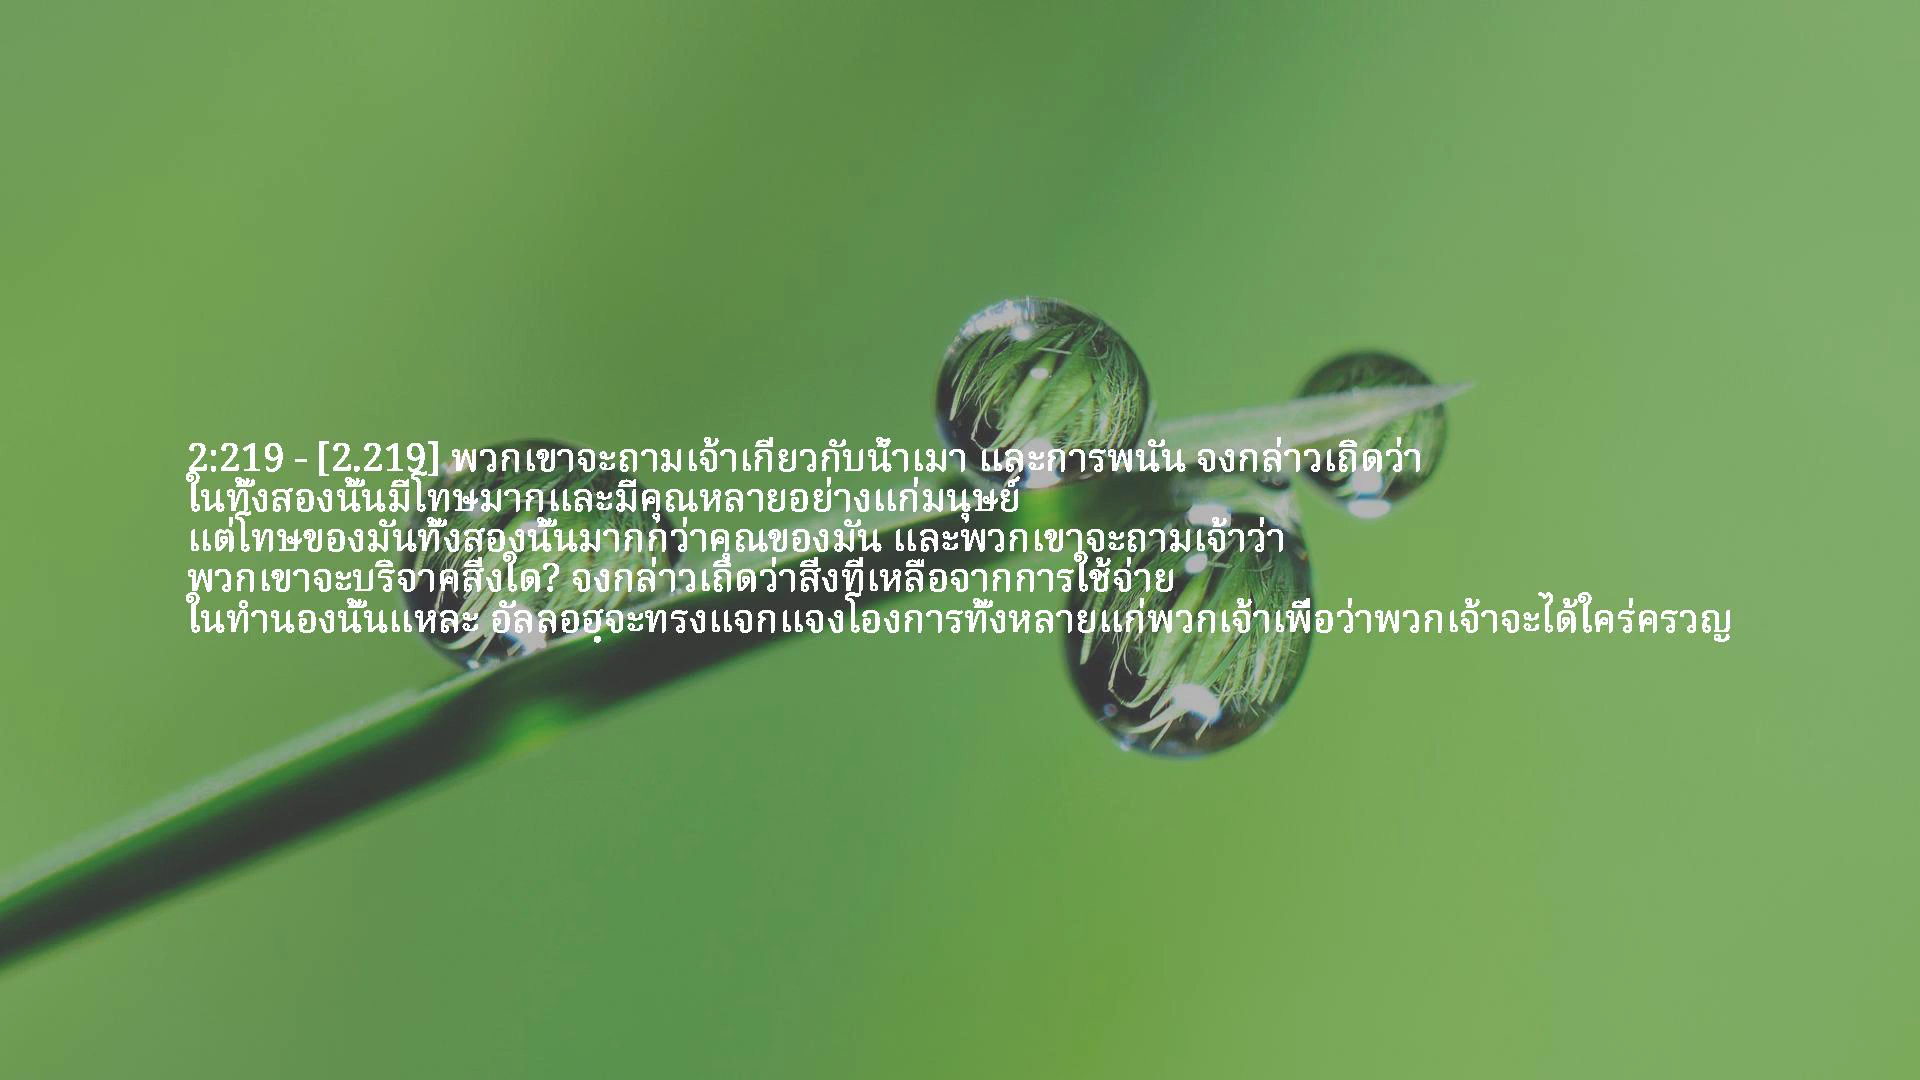 2:219 - [2.219] พวกเขาจะถามเจ้าเกี่ยวกับน้ำเมา และการพนัน จงกล่าวเถิดว่า
ในทั้งสองนั้นมีโทษมากและมีคุณหลายอย่างแก่มนุษย์
แต่โทษของมันทั้งสองนั้นมากกว่าคุณของมัน และพวกเขาจะถามเจ้าว่า
พวกเขาจะบริจาคสิ่งใด? จงกล่าวเถิดว่าสิ่งที่เหลือจากการใช้จ่าย
ในทำนองนั้นแหละ อัลลอฮฺจะทรงแจกแจงโองการทั้งหลายแก่พวกเจ้าเพื่อว่าพวกเจ้าจะได้ใคร่ครวญ